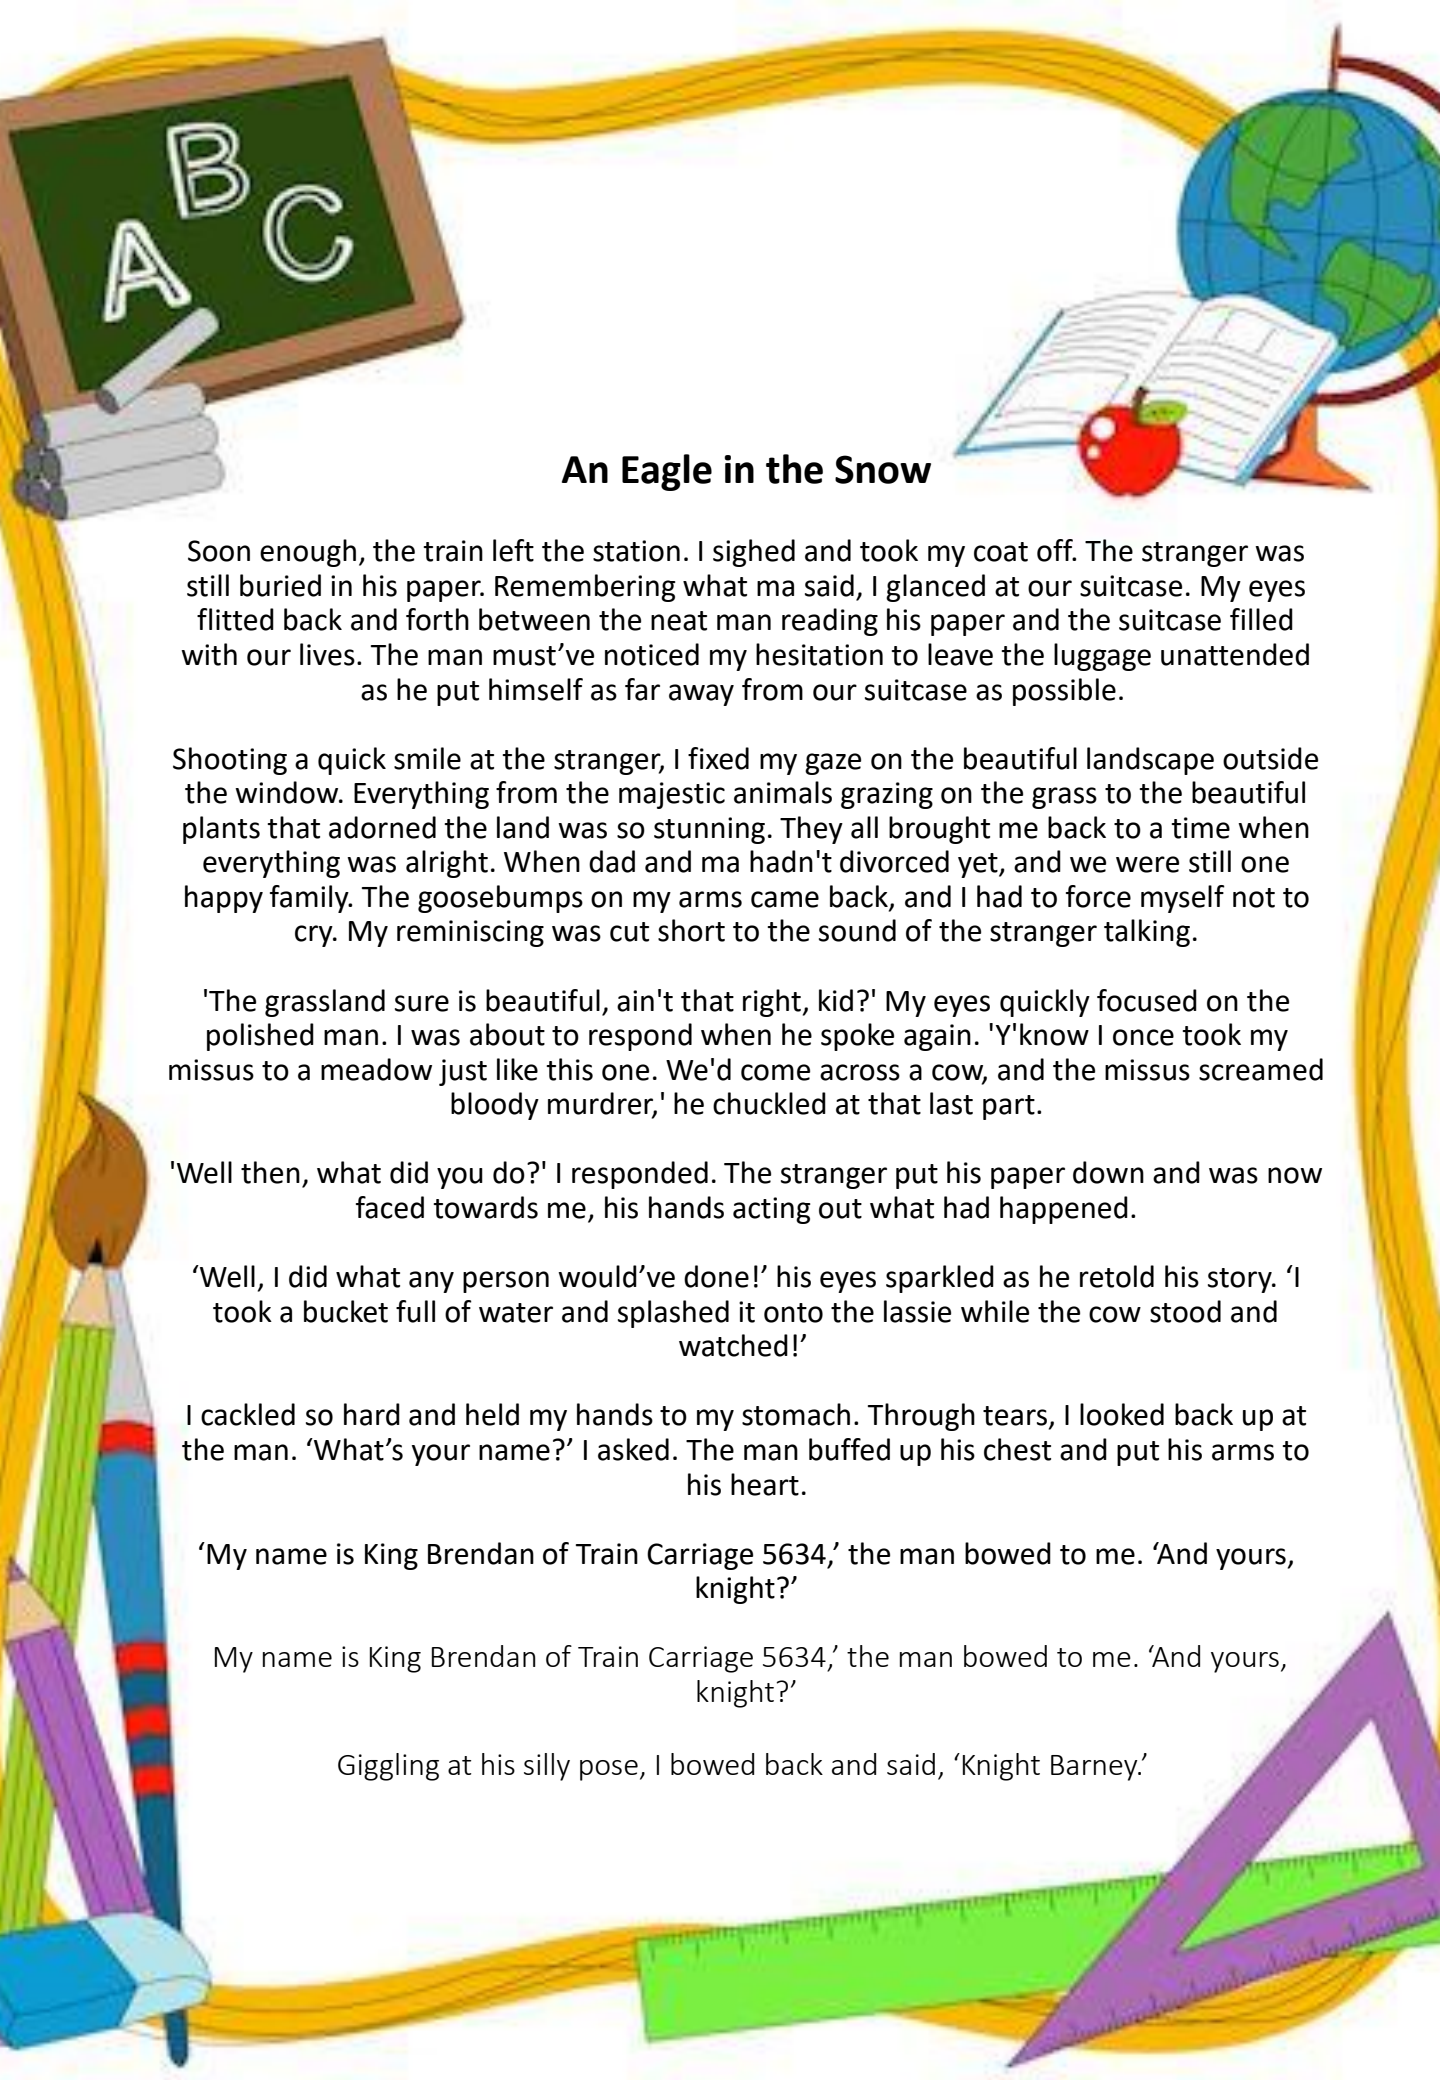 B
A C
An Eagle in the Snow
Soon enough, the train left the station. I sighed and took my coat off. The stranger was
still buried in his paper. Remembering what ma said, I glanced at our suitcase. My eyes
flitted back and forth between the neat man reading his paper and the suitcase filled
with our lives. The man must’ve noticed my hesitation to leave the luggage unattended
as he put himself as far away from our suitcase as possible.
Shooting a quick smile at the stranger, I fixed my gaze on the beautiful landscape outside
the window. Everything from the majestic animals grazing on the grass to the beautiful
plants that adorned the land was so stunning. They all brought me back to a time when
everything was alright. When dad and ma hadn't divorced yet, and we were still one
happy family. The goosebumps on my arms came back, and I had to force myself not to
cry. My reminiscing was cut short to the sound of the stranger talking.
'The grassland sure is beautiful, ain't that right, kid?' My eyes quickly focused on the
polished man. I was about to respond when he spoke again. 'Y'know I once took my
missus to a meadow just like this one. We'd come across a cow, and the missus screamed
bloody murdrer,' he chuckled at that last part.
'Well then, what did you do?' I responded. The stranger put his paper down and was now
faced towards me, his hands acting out what had happened.
‘Well, I did what any person would’ve done!’ his eyes sparkled as he retold his story. ‘I
took a bucket full of water and splashed it onto the lassie while the cow stood and
watched!’
I cackled so hard and held my hands to my stomach. Through tears, I looked back up at
the man. ‘What’s your name?’ I asked. The man buffed up his chest and put his arms to
his heart.
‘My name is King Brendan of Train Carriage 5634,’ the man bowed to me. ‘And yours,
knight?’
My name is King Brendan of Train Carriage 5634,’ the man bowed to me. ‘And yours,
knight?’
Giggling at his silly pose, I bowed back and said, ‘Knight Barney.’